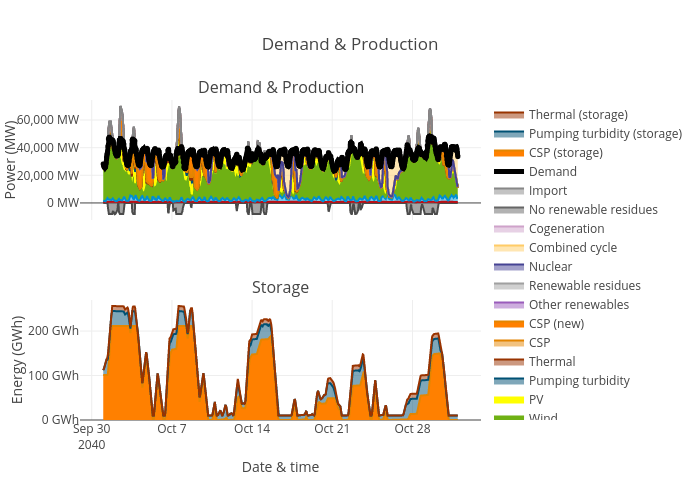 Demand & Production
Demand & Production
Power (MW)
60,000 MW
40,000 MW
20,000 MW
0 MW
Storage
Energy (GWh)
200 GWh
100 GWh
0 GWh
Sep 30
2040
Oct 7
Oct 14
Oct 21
Oct 28
Date & time
Thermal (storage)
Pumping turbidity (storage)
CSP (storage)
Demand
Import
No renewable residues
Cogeneration
Combined cycle
Nuclear
Renewable residues
Other renewables
CSP (new)
CSP
Thermal
Pumping turbidity
PV
Wind